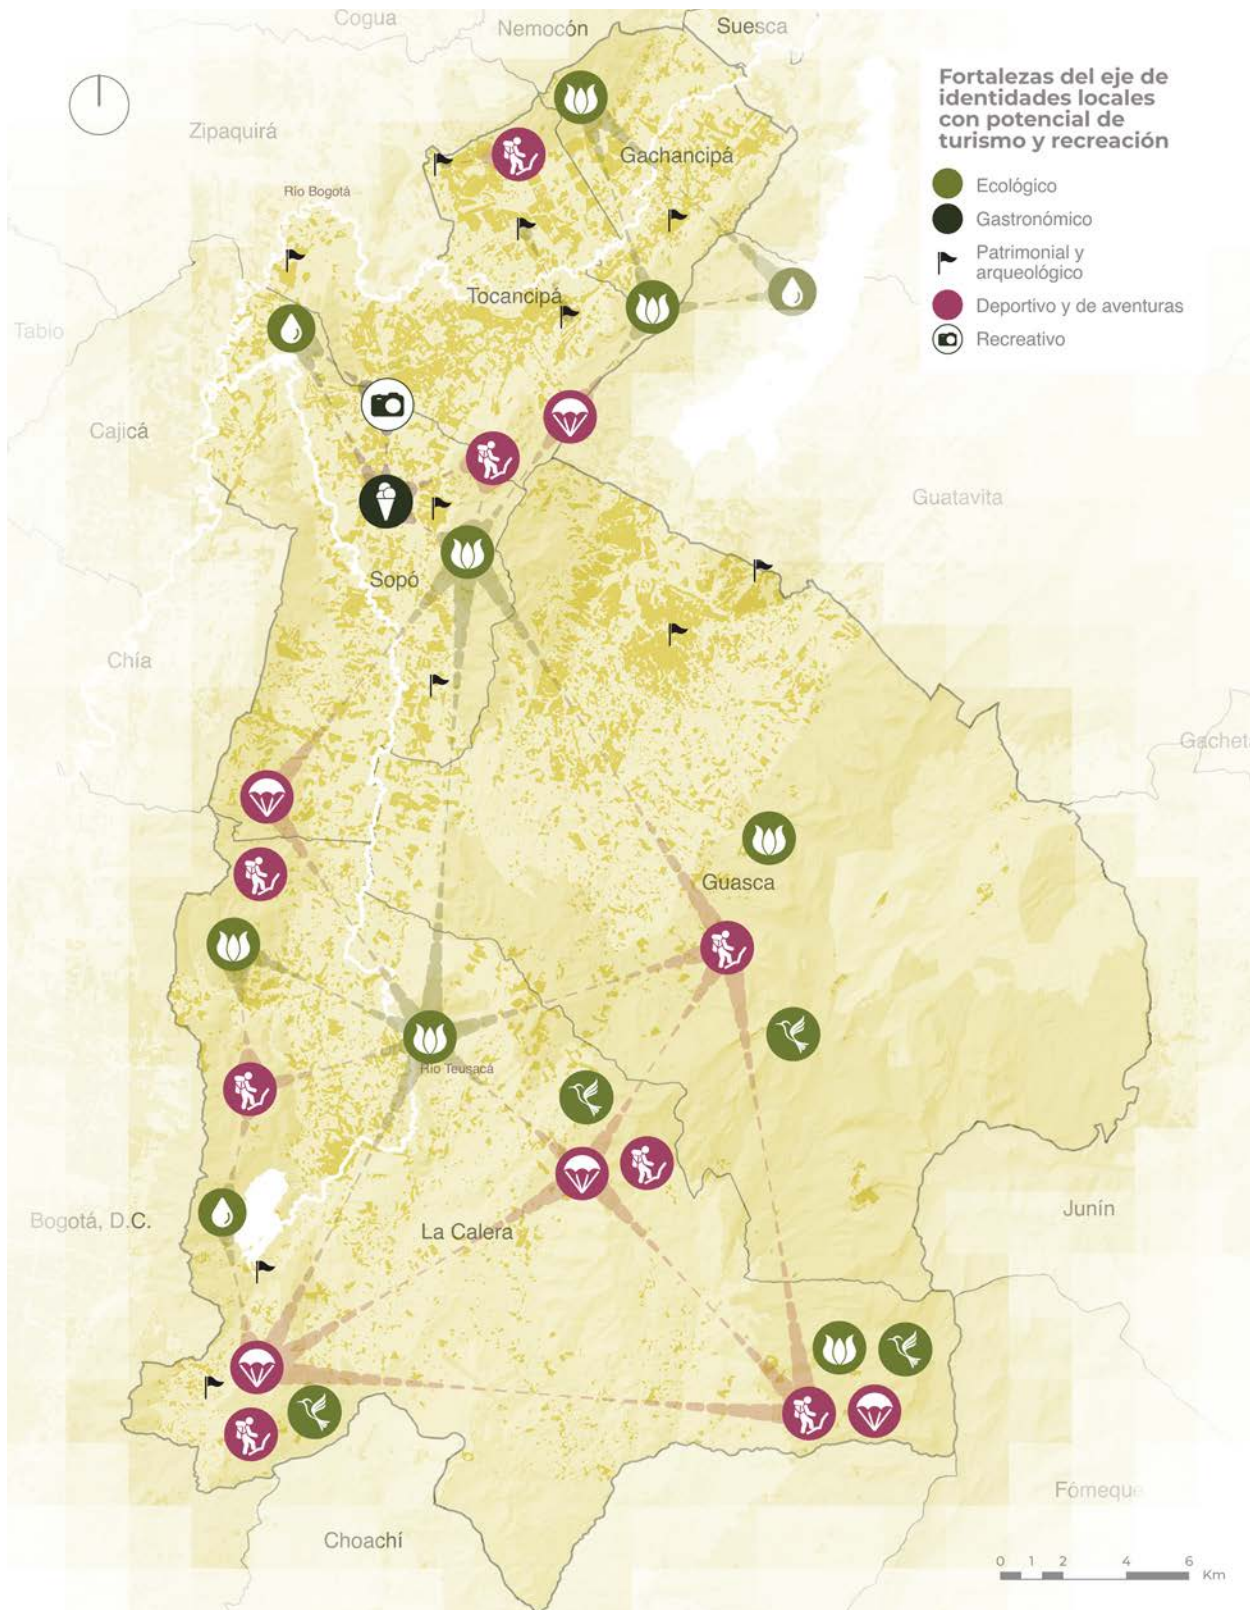 Cogua
Nemocón
Suesca
Fortalezas del eje de
identidades locales
con potencial de
turismo y recreación
Zipaquirá
Gachancipá
Ecológico
Río Bogotá
Gastronómico
Patrimonial y
arqueológico
Tocancipá
Deportivo y de aventuras
Tabio
Recreativo
Cajicá
Guatavita
Sopó
Chía
Gachetá
Guasca
Río Teusacá
Bogotá, D.C.
La Calera
Junín
Fómeque
Choachí
0 1 2 4 6
Km